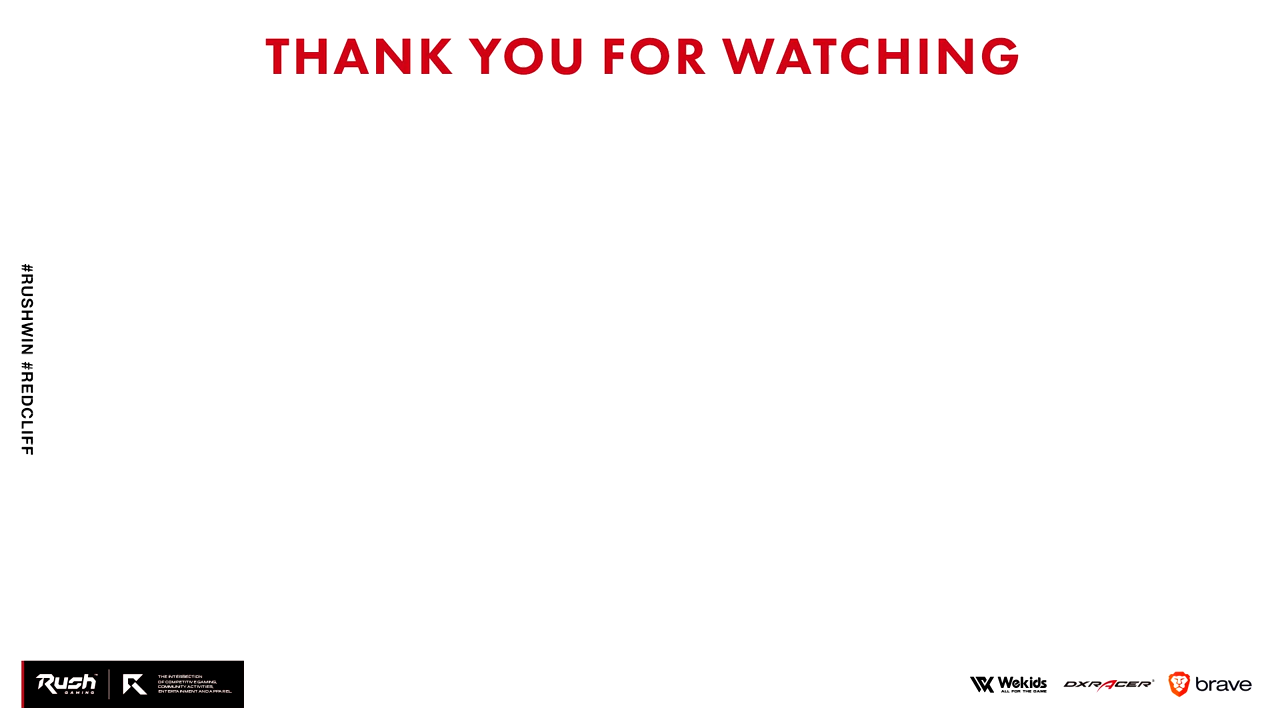 THANK YOU FOR WATCHING
#RUSHWIN #REDCLIFF
Rush
GAMING
THE INTERSECTION
OF COMPETITIVE GAMING,
COMMUNITY ACTIVITIES,
ENTERTAINMENT AND APPAREL.
Wekids
ALL FOR THE GAME
DXRACER
brave